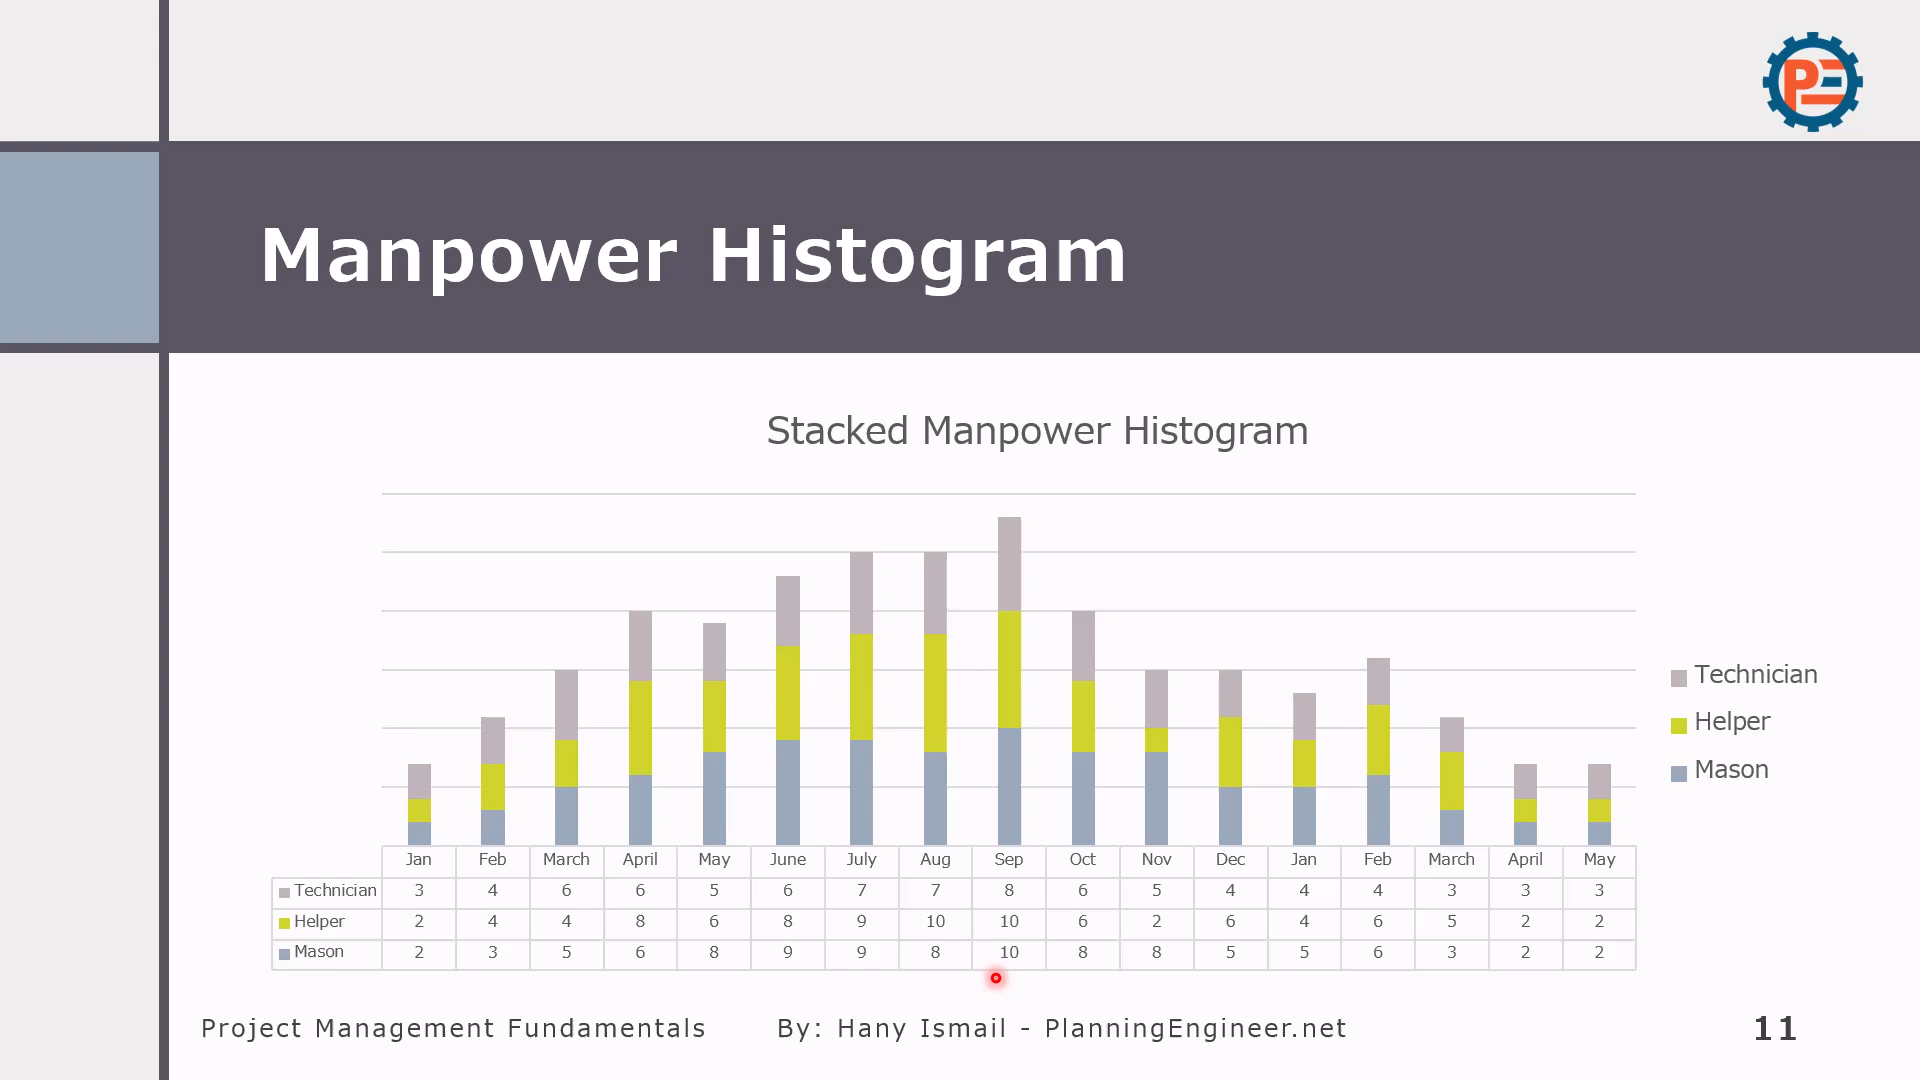 PE
Manpower Histogram
Stacked Manpower Histogram
Technician
Helper
Mason
Jan Feb March April May June July Aug Sep Oct Nov Dec Jan Feb March April May
Technician 3 4 6 6 5 6 7 7 8 6 5 4 4 4 3 3 3
Helper 2 4 4 8 6 8 9 10 10 6 2 6 4 6 5 2 2
Mason 2 3 5 6 8 9 9 8 10 8 8 5 5 6 3 2 2
Project Management Fundamentals By: Hany Ismail - PlanningEngineer.net 11